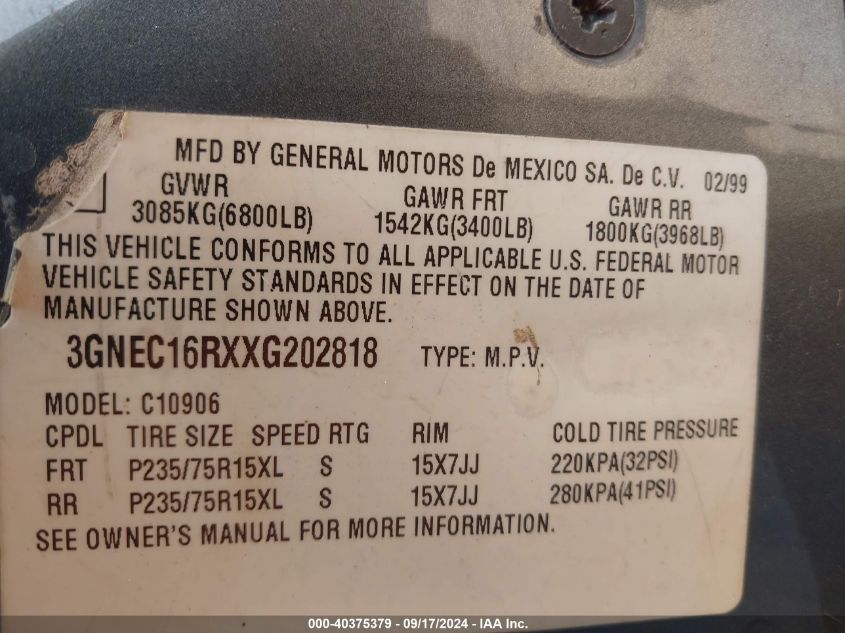 MFD BY GENERAL MOTORS De MEXICO SA. De C.V. 02/99
GVWR GAWR FRT GAWR RR
3085KG(6800LB) 1542KG(3400LB) 1800KG(3968LB)
THIS VEHICLE CONFORMS TO ALL APPLICABLE U.S. FEDERAL MOTOR
VEHICLE SAFETY STANDARDS IN EFFECT ON THE DATE OF
MANUFACTURE SHOWN ABOVE.
3GNEC16RXXG202818 TYPE: M.P.V.
MODEL: C10906
CPDL TIRE SIZE SPEED RTG RIM COLD TIRE PRESSURE
FRT P235/75R15XL S 15X7JJ 220KPA(32PSI)
RR P235/75R15XL S 15X7JJ 280KPA(41PSI)
SEE OWNER'S MANUAL FOR MORE INFORMATION.
000-40375379 - 09/17/2024 - IAA Inc.